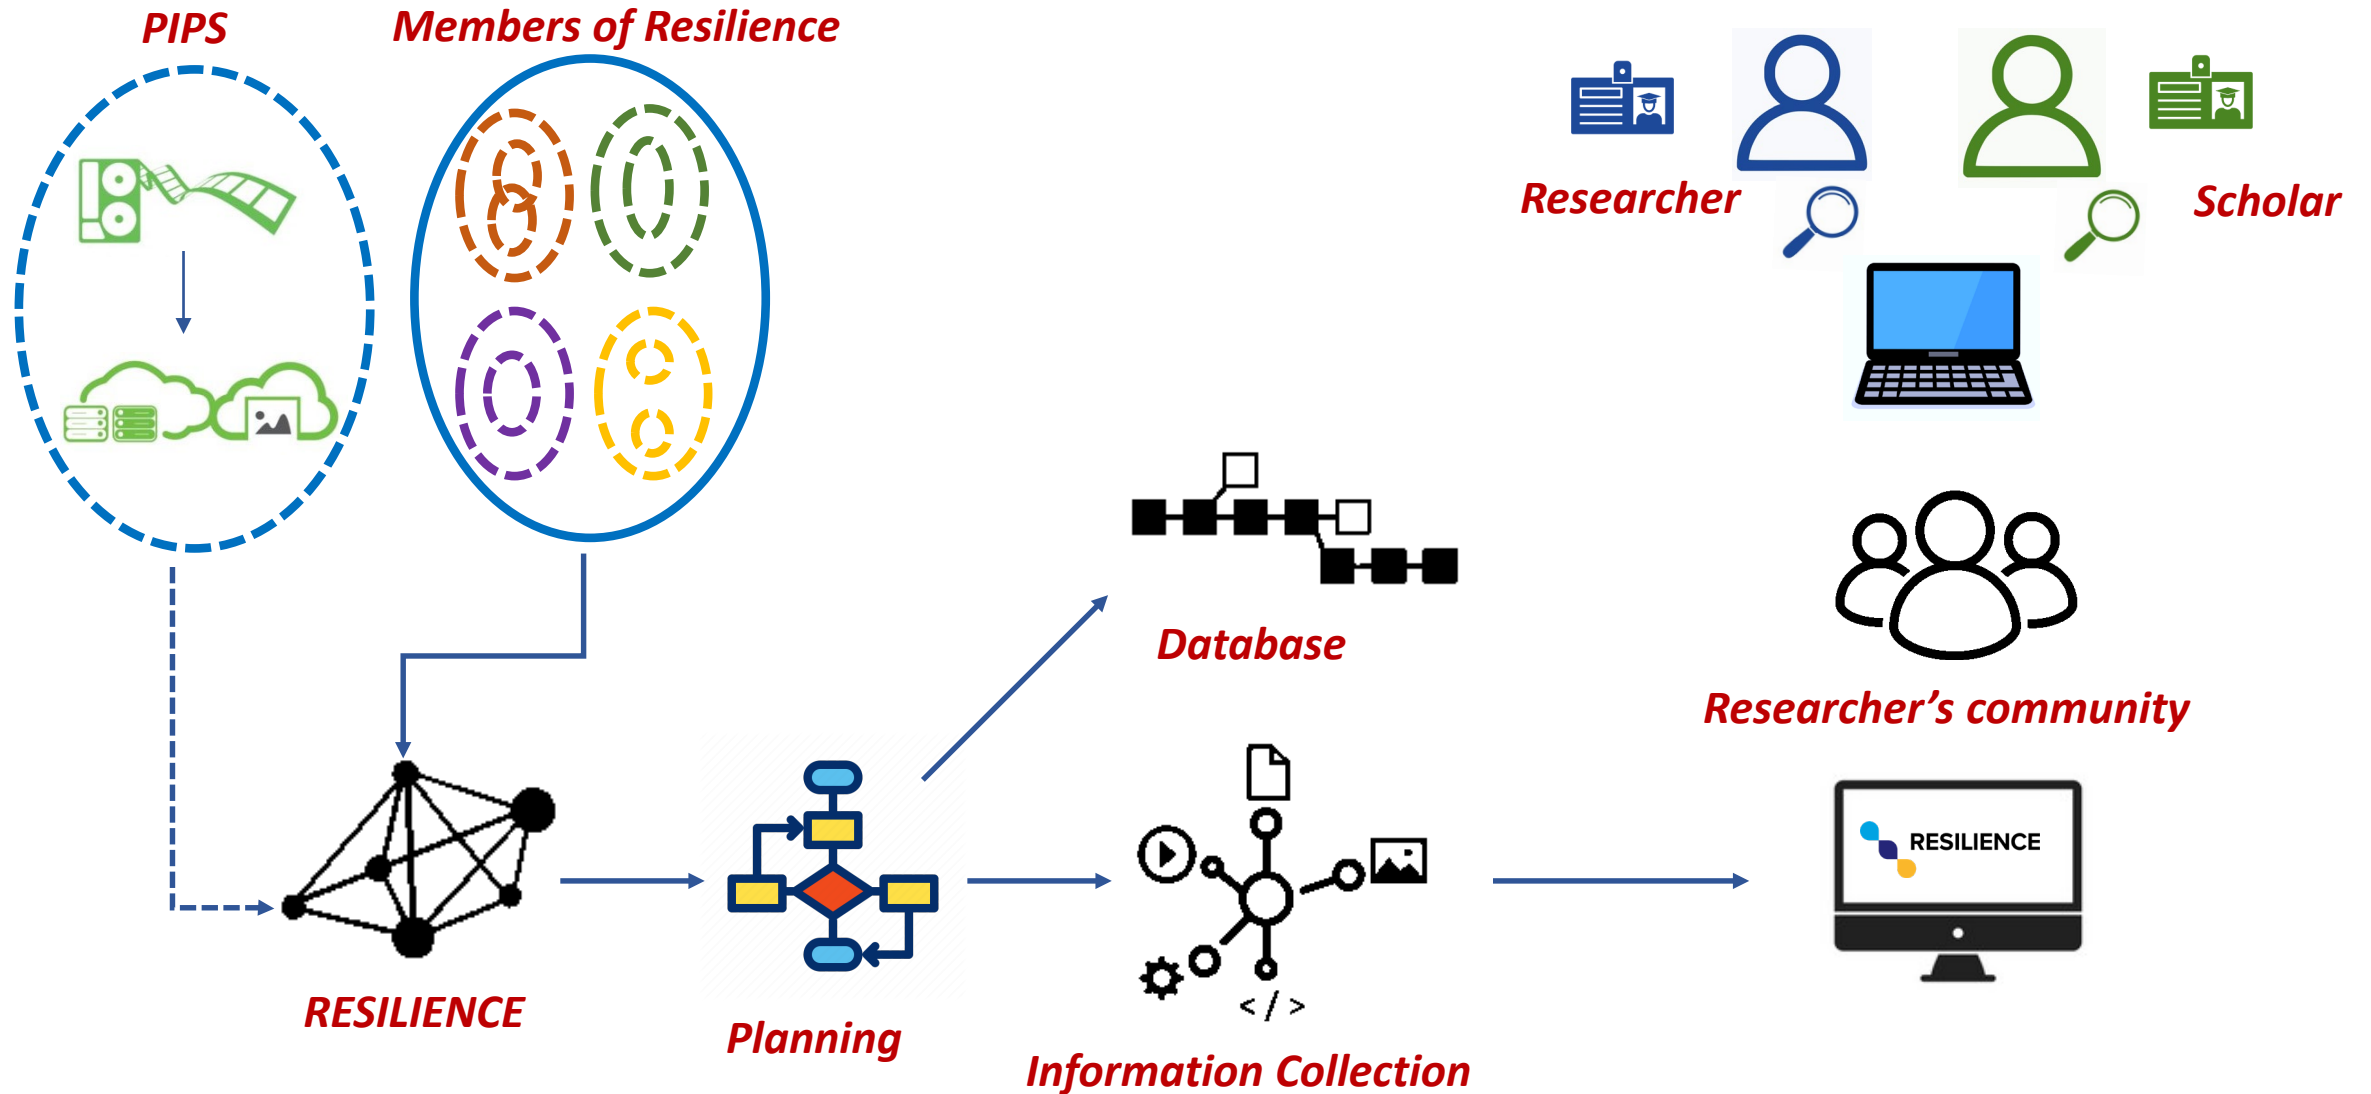 PIPS
Members of Resilience
Researcher
Scholar
Database
Researcher’s community
RESILIENCE
RESILIENCE
Planning
</>
Information Collection